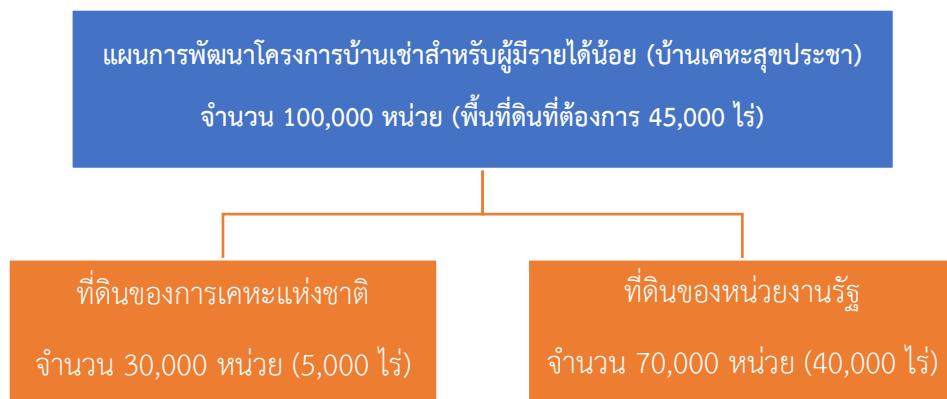 แผนการพัฒนาโครงการบ้านเช่าสำหรับผู้มีรายได้น้อย (บ้านเคหะสุขประชา)
จำนวน 100,000 หน่วย (พื้นที่ดินที่ต้องการ 45,000 ไร่)
ที่ดินของการเคหะแห่งชาติ
จำนวน 30,000 หน่วย (5,000 ไร่)
ที่ดินของหน่วยงานรัฐ
จำนวน 70,000 หน่วย (40,000 ไร่)